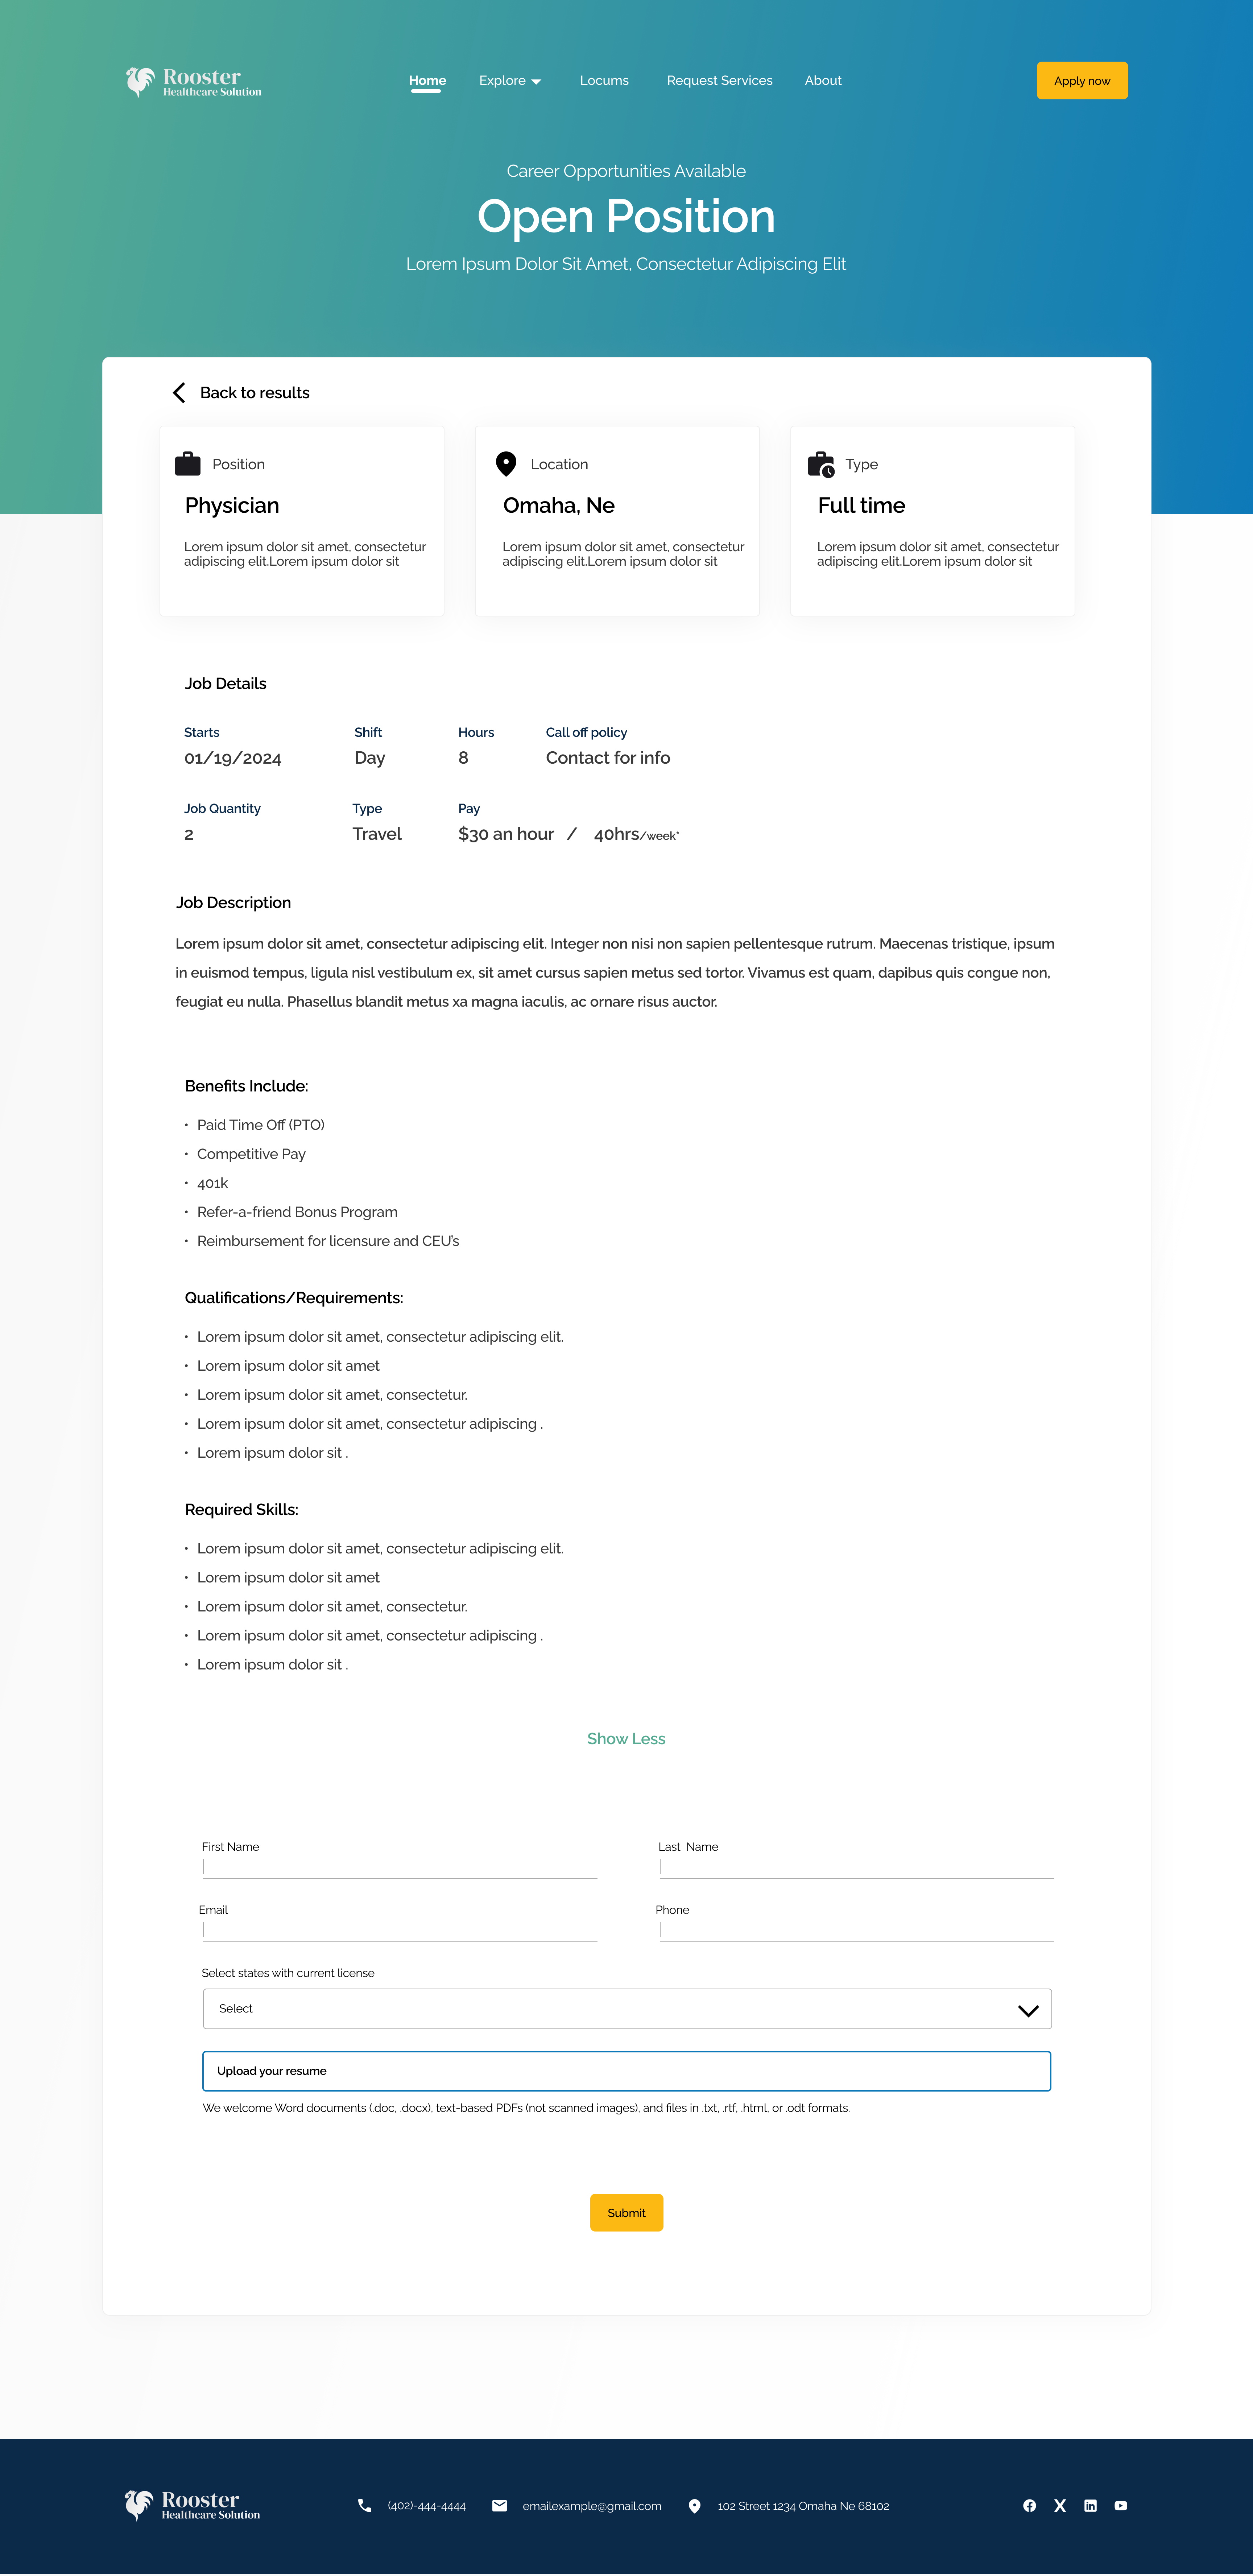 Rooster
Healthcare Solution
Home
Explore
Locums
Request Services
About
Apply now
Career Opportunities Available
Open Position
Lorem Ipsum Dolor Sit Amet, Consectetur Adipiscing Elit
Back to results
Position
Physician
Lorem ipsum dolor sit amet, consectetur
adipiscing elit.Lorem ipsum dolor sit
Location
Omaha, Ne
Lorem ipsum dolor sit amet, consectetur
adipiscing elit.Lorem ipsum dolor sit
Type
Full time
Lorem ipsum dolor sit amet, consectetur
adipiscing elit.Lorem ipsum dolor sit
Job Details
Starts
01/19/2024
Shift
Day
Hours
8
Call off policy
Contact for info
Job Quantity
2
Type
Travel
Pay
$30 an hour / 40hrs/week*
Job Description
Lorem ipsum dolor sit amet, consectetur adipiscing elit. Integer non nisi non sapien pellentesque rutrum. Maecenas tristique, ipsum
in euismod tempus, ligula nisl vestibulum ex, sit amet cursus sapien metus sed tortor. Vivamus est quam, dapibus quis congue non,
feugiat eu nulla. Phasellus blandit metus xa magna iaculis, ac ornare risus auctor.
Benefits Include:
• Paid Time Off (PTO)
• Competitive Pay
• 401k
• Refer-a-friend Bonus Program
• Reimbursement for licensure and CEU's
Qualifications/Requirements:
• Lorem ipsum dolor sit amet, consectetur adipiscing elit.
• Lorem ipsum dolor sit amet
• Lorem ipsum dolor sit amet, consectetur.
• Lorem ipsum dolor sit amet, consectetur adipiscing .
• Lorem ipsum dolor sit .
Required Skills:
• Lorem ipsum dolor sit amet, consectetur adipiscing elit.
• Lorem ipsum dolor sit amet
• Lorem ipsum dolor sit amet, consectetur.
• Lorem ipsum dolor sit amet, consectetur adipiscing .
• Lorem ipsum dolor sit .
Show Less
First Name
Last Name
Email
Phone
Select states with current license
Select
Upload your resume
We welcome Word documents (.doc, .docx), text-based PDFs (not scanned images), and files in .txt, .rtf, .html, or .odt formats.
Submit
Rooster
Healthcare Solution
(402)-444-4444
emailexample@gmail.com
102 Street 1234 Omaha Ne 68102